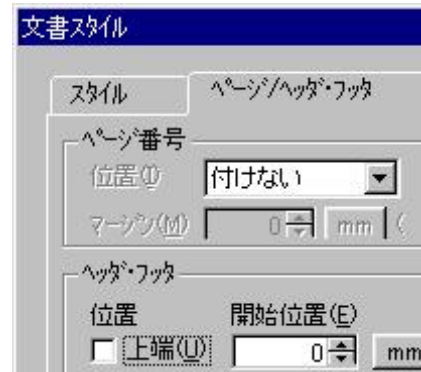 文書スタイル
スタイル ページ/ヘッダ・フッタ
ページ番号
位置(I) 付けない
マージン(M) 0 mm (
ヘッダ・フッタ
位置 開始位置(E)
上端(U) 0 mm